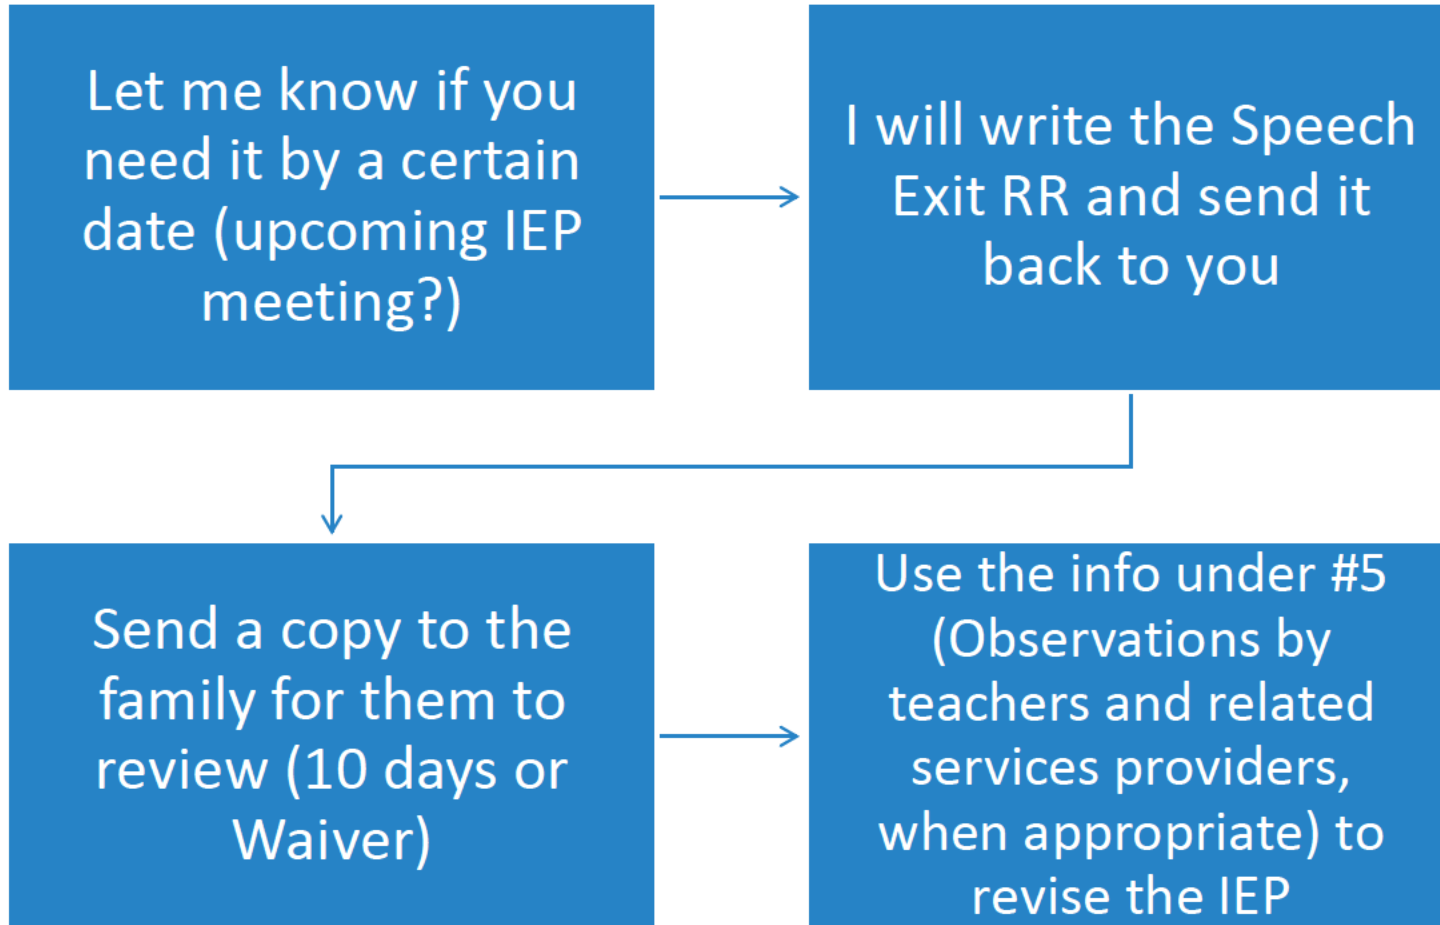 Let me know if you
need it by a certain
date (upcoming IEP
meeting?)
I will write the Speech
Exit RR and send it
back to you
Send a copy to the
family for them to
review (10 days or
Waiver)
Use the info under #5
(Observations by
teachers and related
services providers,
when appropriate) to
revise the IEP